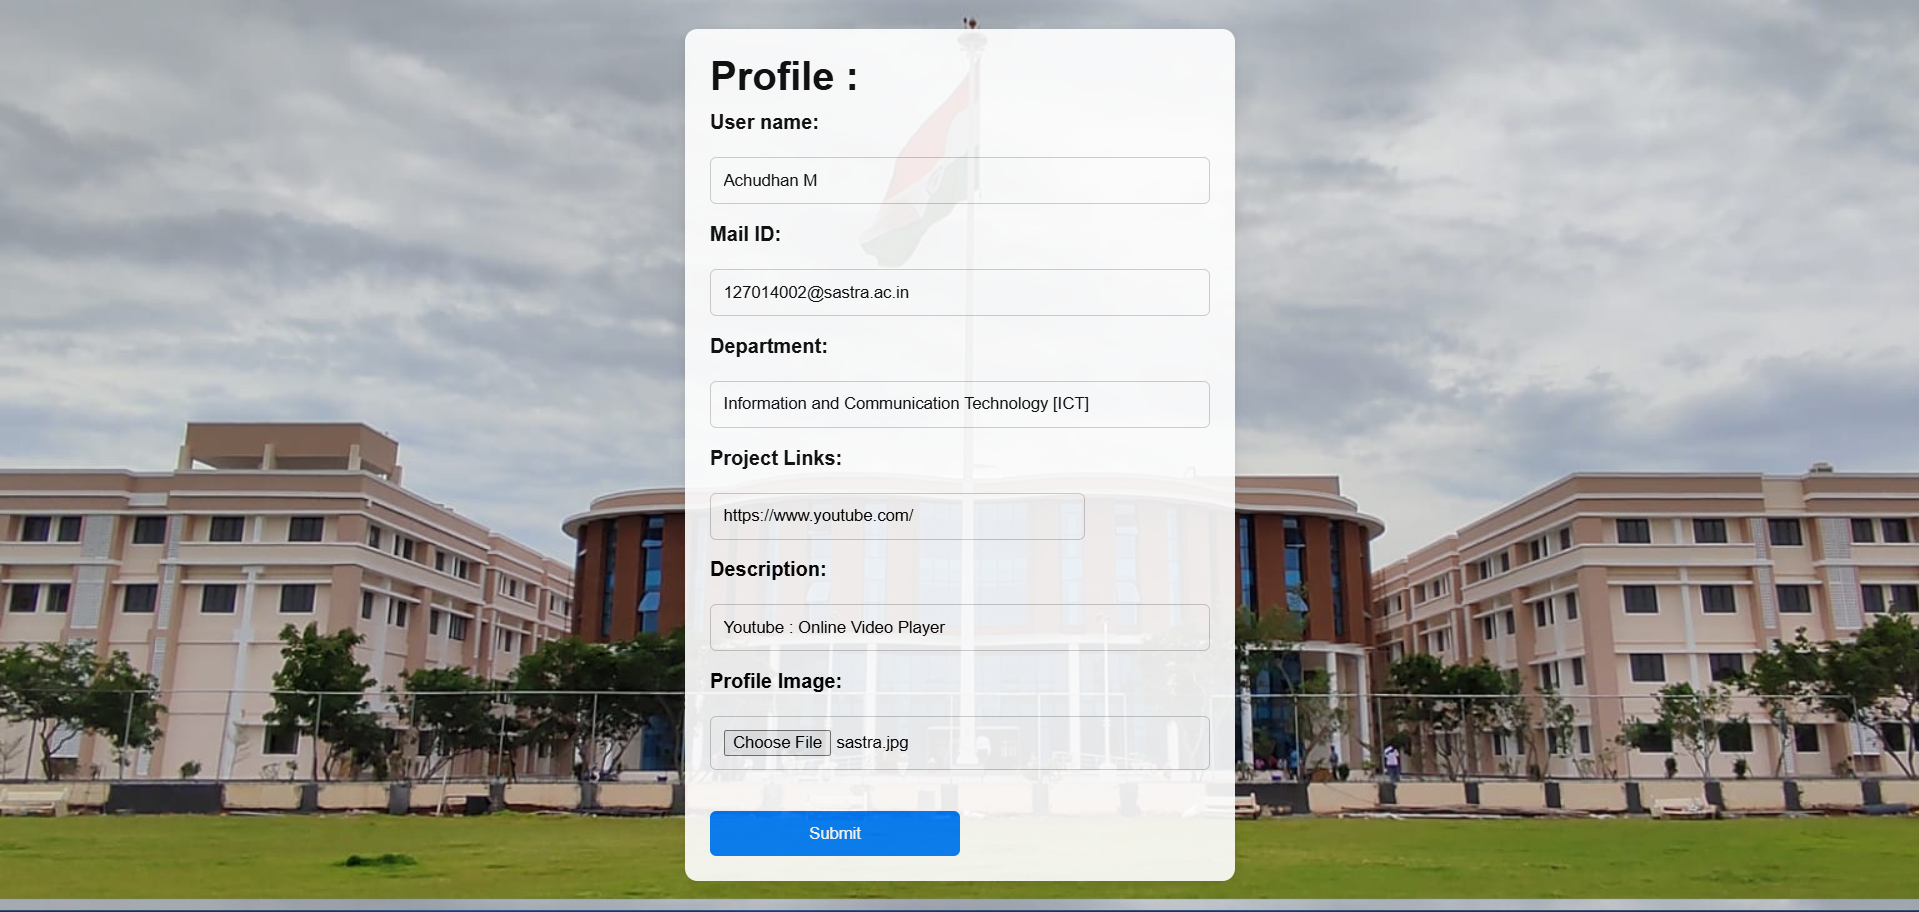 Profile :
User name:
Achudhan M
Mail ID:
127014002@sastra.ac.in
Department:
Information and Communication Technology [ICT]
Project Links:
https://www.youtube.com/
Description:
Youtube : Online Video Player
Profile Image:
Choose File sastra.jpg
Submit